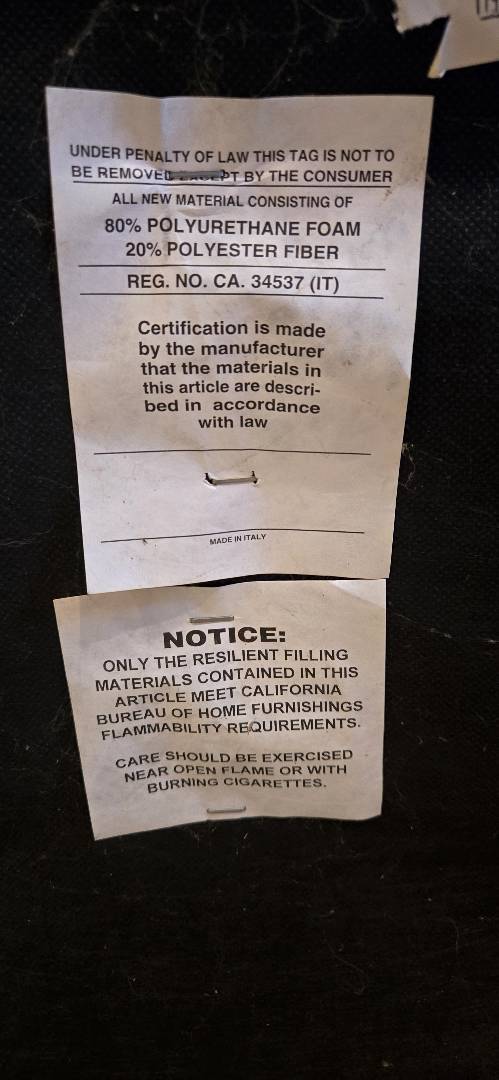 UNDER PENALTY OF LAW THIS TAG IS NOT TO
BE REMOVED EXCEPT BY THE CONSUMER
ALL NEW MATERIAL CONSISTING OF
80% POLYURETHANE FOAM
20% POLYESTER FIBER
REG. NO. CA. 34537 (IT)
Certification is made
by the manufacturer
that the materials in
this article are descri-
bed in accordance
with law
MADE IN ITALY
NOTICE:
ONLY THE RESILIENT FILLING
MATERIALS CONTAINED IN THIS
ARTICLE MEET CALIFORNIA
BUREAU OF HOME FURNISHINGS
FLAMMABILITY REQUIREMENTS.
CARE SHOULD BE EXERCISED
NEAR OPEN FLAME OR WITH
BURNING CIGARETTES.